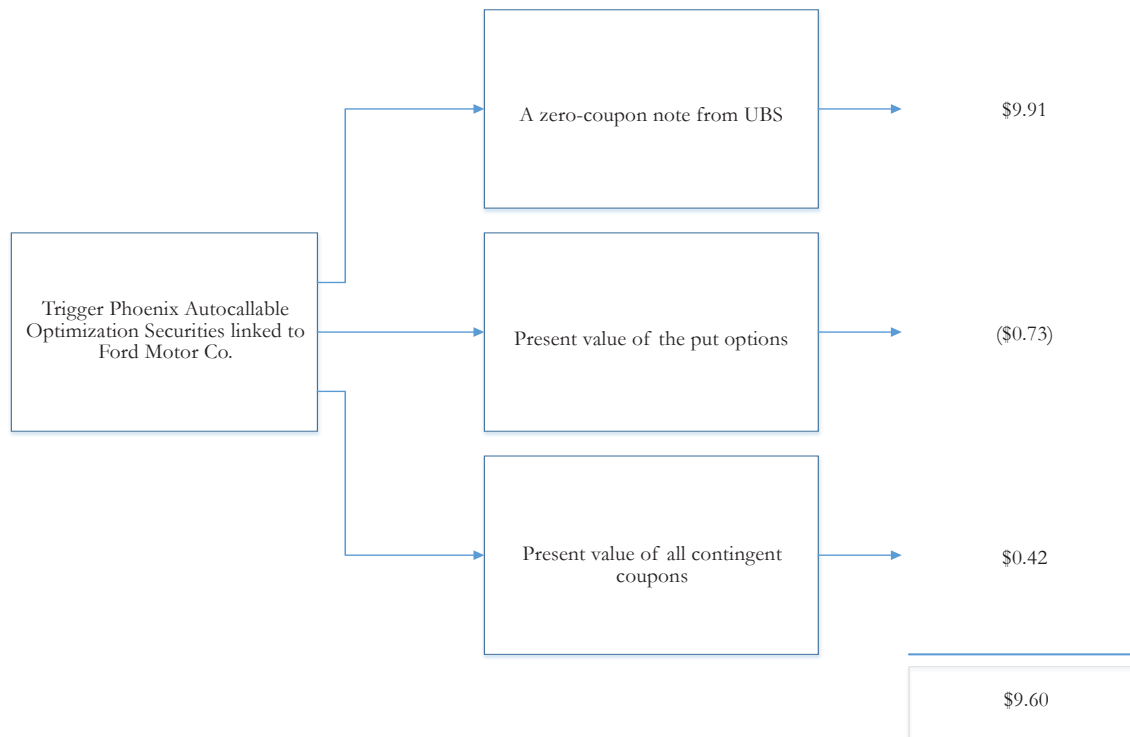 A zero-coupon note from UBS
$9.91
Trigger Phoenix Autocallable
Optimization Securities linked to
Ford Motor Co.
Present value of the put options
($0.73)
Present value of all contingent
coupons
$0.42
$9.60